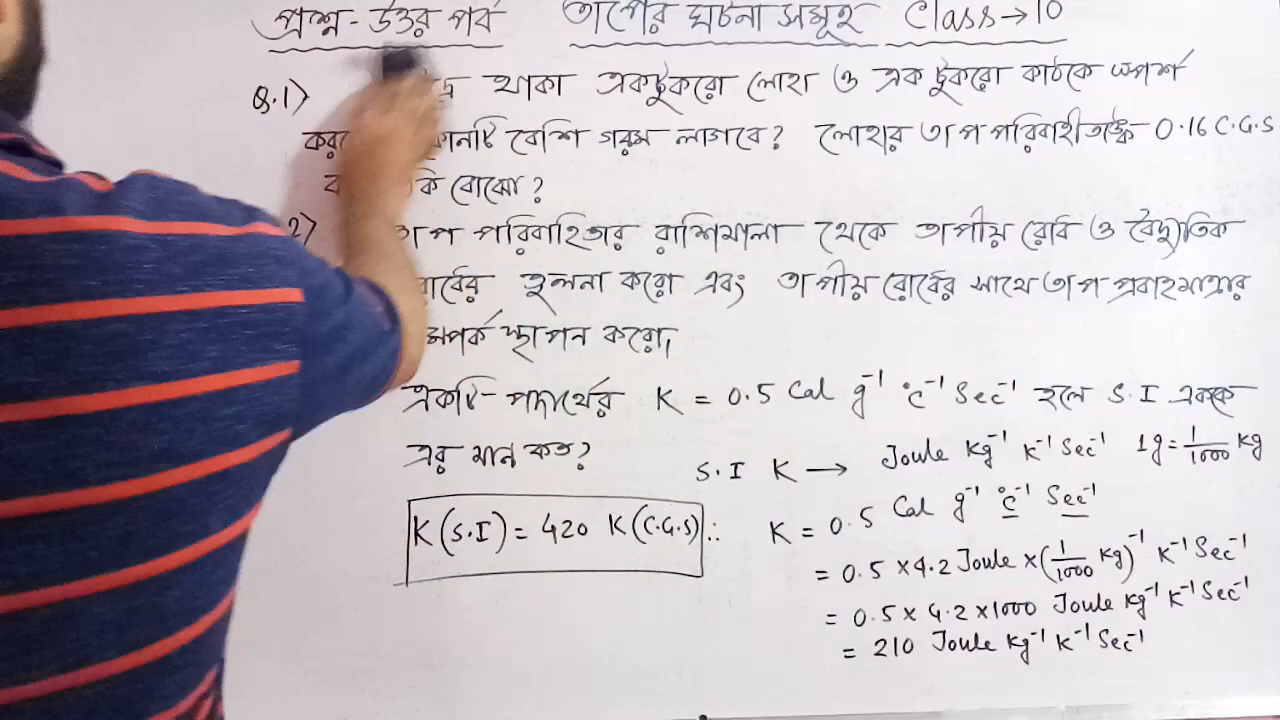 প্রশ্ন-উত্তর পর্ব তাপের ঘটনা সমূহ Class→10
Q.1) থাকা একটুকরো লোহা ও এক টুকরো কাঠকে স্পর্শ
বেশি গরম লাগবে? লোহার তাপ পরিবাহীতাঙ্ক 0.16 C.G.S
কি বোঝো?
2) তাপ পরিবাহিতার রাশিমালা থেকে তাপীয় রোধ ও বৈদ্যুতিক
তুলনা করো এবং তাপীয় রোধের সাথে তাপ প্রবাহমাত্রার
সম্পর্ক স্থাপন করো।
একটি পদার্থের K = 0.5 Cal g⁻¹ °c⁻¹ Sec⁻¹ হলে S.I এককে
এর মান কত?
S.I K → Joule Kg⁻¹ K⁻¹ Sec⁻¹ 1g = 1/1000 Kg
K(S.I) = 420 K(C.G.S) ∴ K = 0.5 Cal g⁻¹ °c⁻¹ Sec⁻¹
= 0.5 × 4.2 Joule × (1/1000 Kg)⁻¹ K⁻¹ Sec⁻¹
= 0.5 × 4.2 × 1000 Joule Kg⁻¹ K⁻¹ Sec⁻¹
= 210 Joule Kg⁻¹ K⁻¹ Sec⁻¹